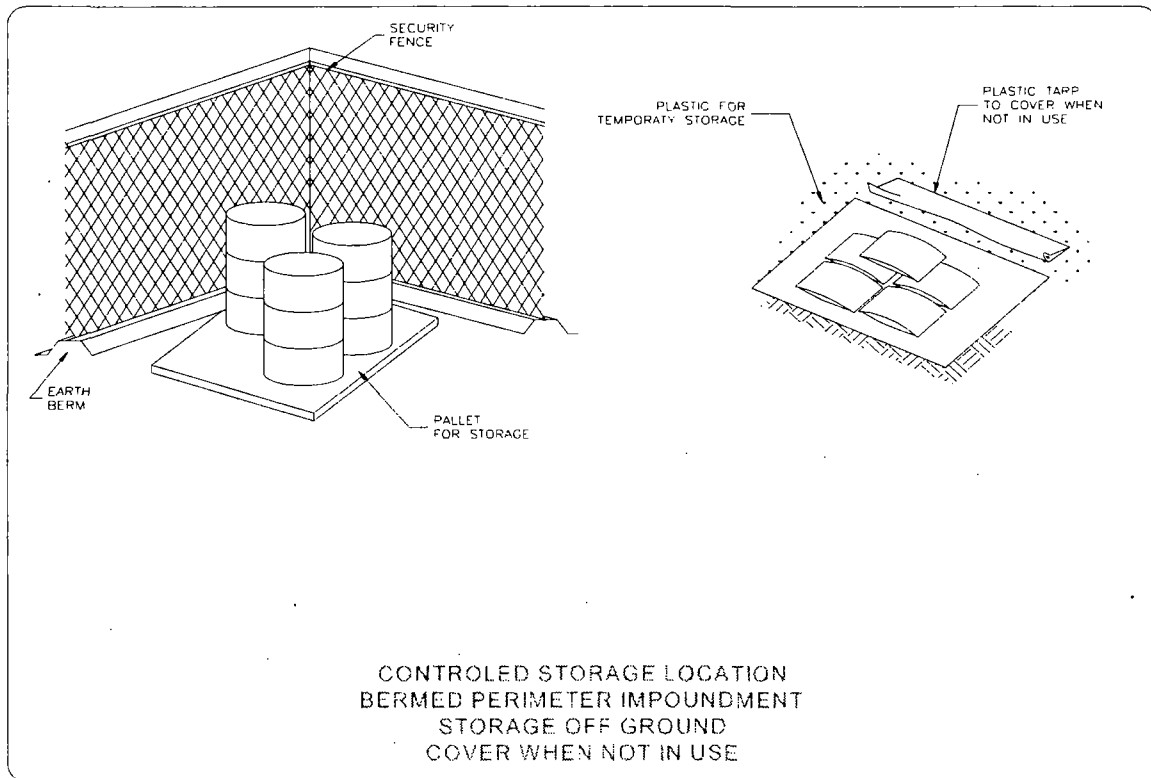 SECURITY
FENCE
PLASTIC FOR
TEMPORATY STORAGE
PLASTIC TARP
TO COVER WHEN
NOT IN USE
EARTH
BERM
PALLET
FOR STORAGE
CONTROLED STORAGE LOCATION
BERMED PERIMETER IMPOUNDMENT
STORAGE OFF GROUND
COVER WHEN NOT IN USE